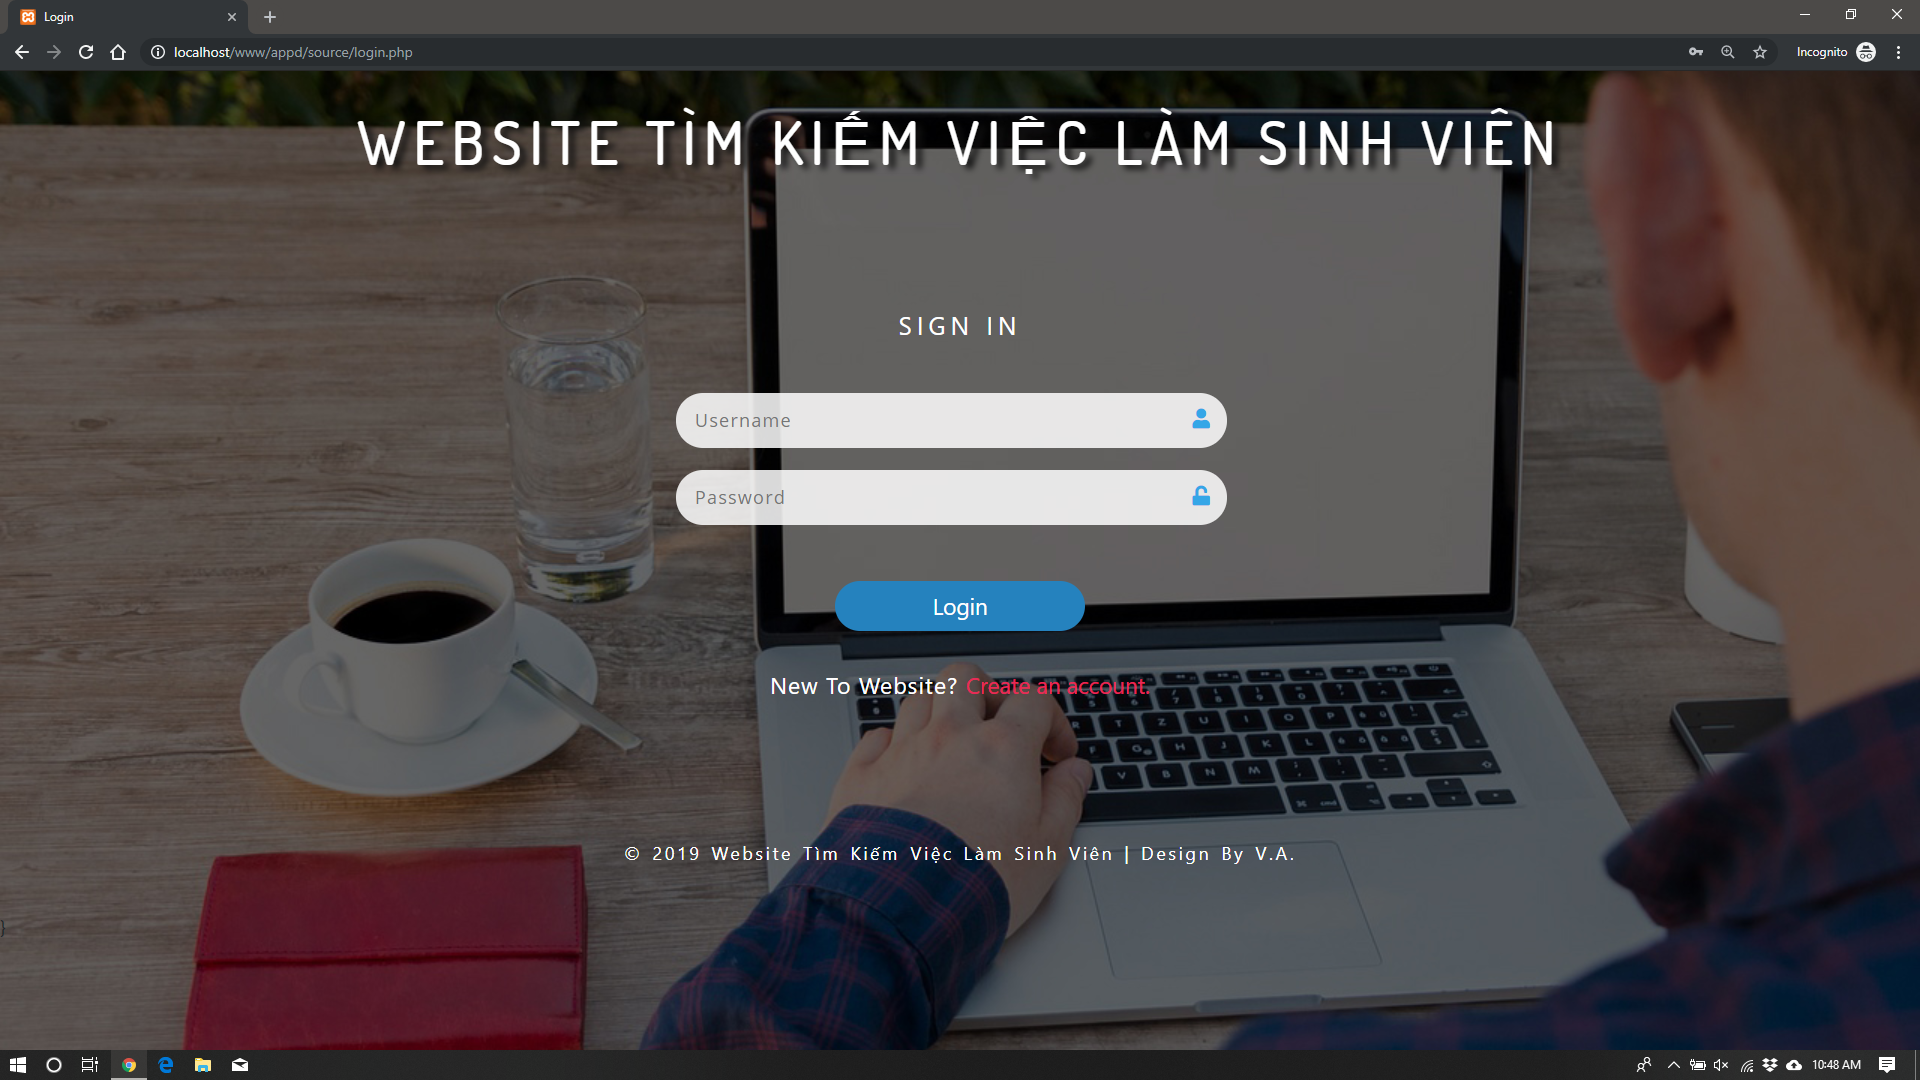 Login
localhost/www/appd/source/login.php
Incognito
WEBSITE TÌM KIẾM VIỆC LÀM SINH VIÊN
SIGN IN
Username
Password
Login
New To Website? Create an account.
© 2019 Website Tìm Kiếm Việc Làm Sinh Viên | Design By V.A.
}
10:48 AM